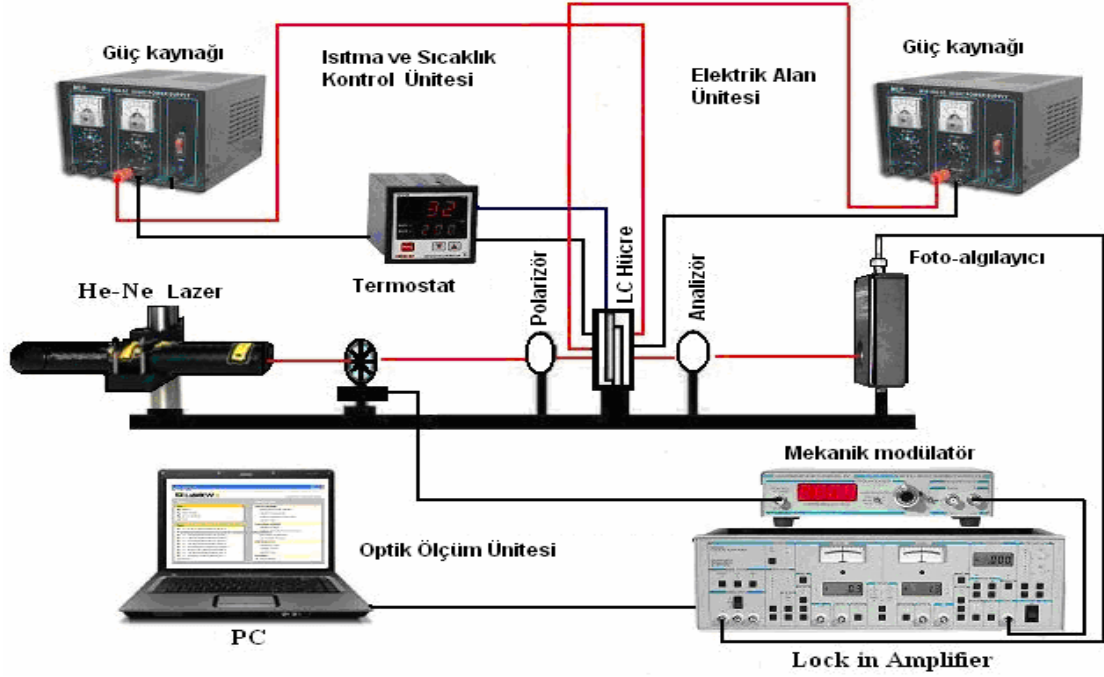 Güç kaynağı
Isıtma ve Sıcaklık
Kontrol Ünitesi
Elektrik Alan
Ünitesi
Güç kaynağı
32
200
Termostat
He-Ne Lazer
Polarizör
LC Hücre
Analizör
Foto-algılayıcı
Mekanik modülatör
Optik Ölçüm Ünitesi
PC
Lock in Amplifier